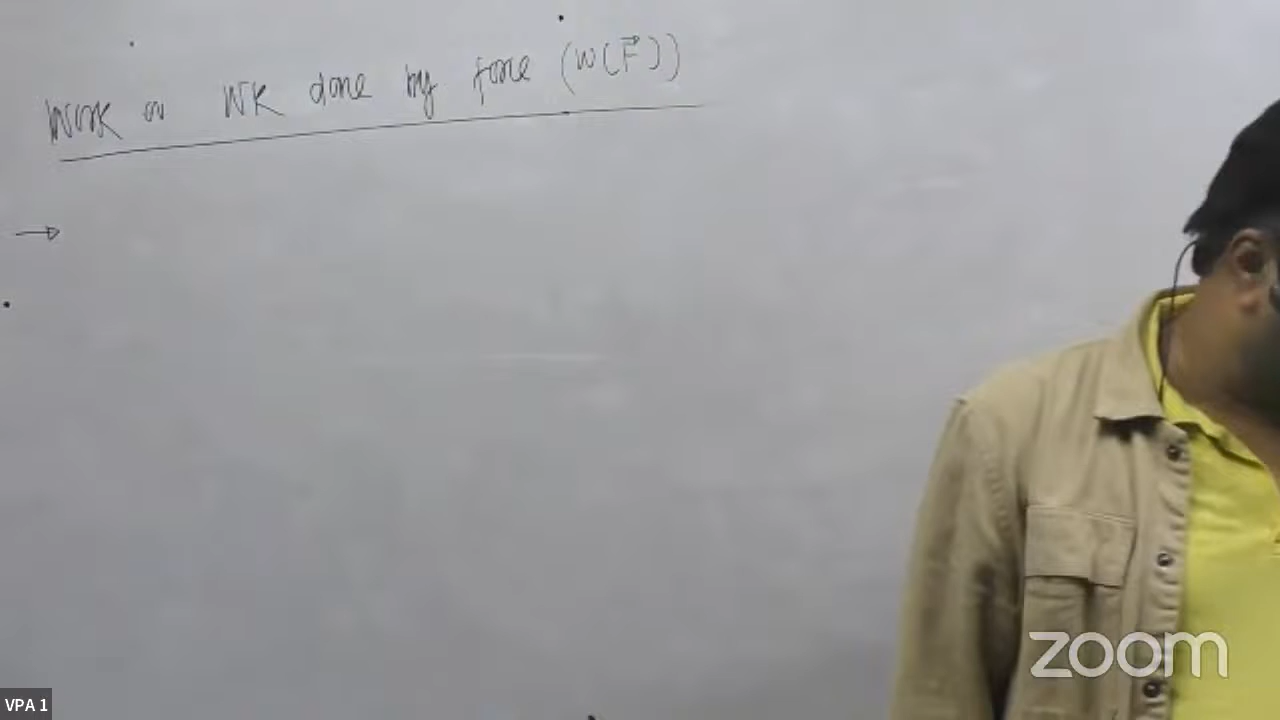 Work or WK done by force (W(F⃗))
→
zoom
VPA 1